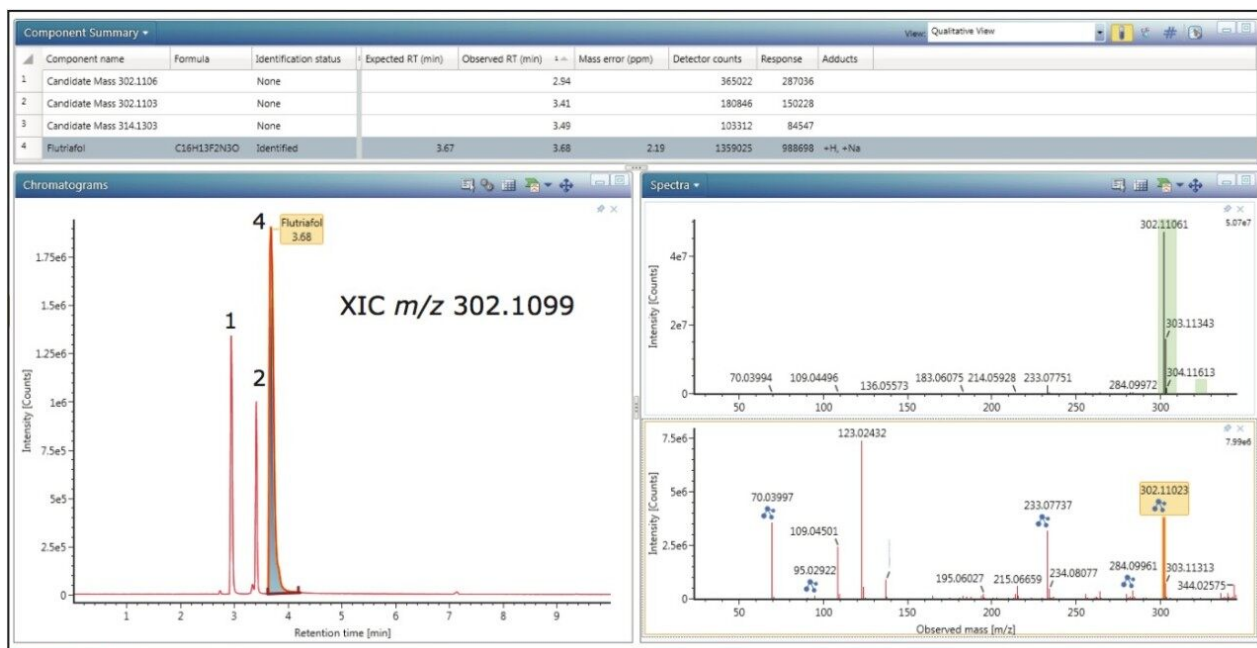 Component Summary
View: Qualitative View
Component name Formula Identification status Expected RT (min) Observed RT (min) 1 Mass error (ppm) Detector counts Response Adducts
1 Candidate Mass 302.1106 None 2.94 365022 287036
2 Candidate Mass 302.1103 None 3.41 180846 150228
3 Candidate Mass 314.1303 None 3.49 103312 84547
4 Flutriafol C16H13F2N3O Identified 3.67 3.68 2.19 1359025 988698 +H, +Na
Chromatograms
4
Flutriafol
3.68
1.75e6
XIC m/z 302.1099
1.5e6
1
1.25e6
2
1e6
7.5e5
5e5
2.5e5
0
Intensity [Counts]
1 2 3 4 5 6 7 8 9
Retention time [min]
Spectra
5.07e7
302.11061
4e7
303.11343
2e7
304.11613
70.03994 109.04496 136.05573 183.06075 214.05928 233.07751 284.09972
0
Intensity [Counts]
50 100 150 200 250 300
7.99e6
123.02432
7.5e6
302.11023
5e6
70.03997
233.07737
109.04501
2.5e6
95.02922
195.06027 215.06659 234.08077 284.09961 303.11313
344.02575
0
Intensity [Counts]
50 100 150 200 250 300
Observed mass [m/z]